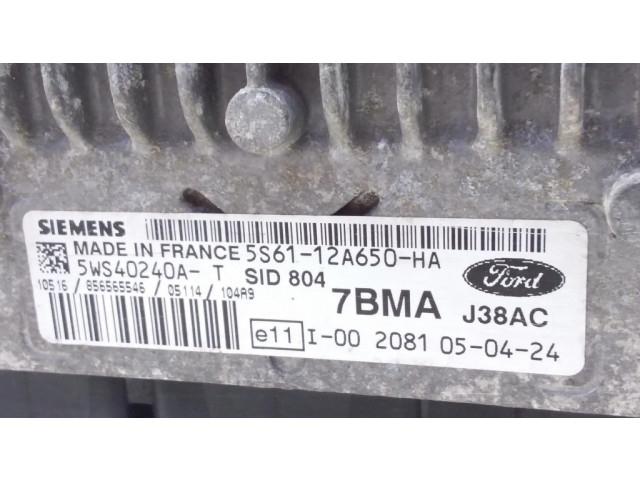 SIEMENS
MADE IN FRANCE 5S61-12A650-HA
5WS40240A- T SID 804
Ford
10516 / 856565546 / 05114 / 104A9
7BMA J38AC
e11 I-00 2081 05-04-24